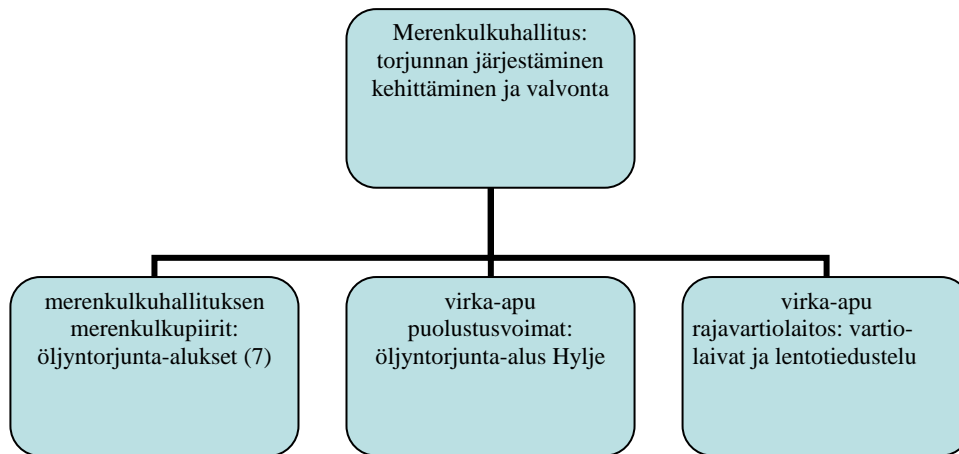 Merenkulkuhallitus:
torjunnan järjestäminen
kehittäminen ja valvonta
merenkulkuhallituksen
merenkulkupiirit:
öljyntorjunta-alukset (7)
virka-apu
puolustusvoimat:
öljyntorjunta-alus Hylje
virka-apu
rajavartiolaitos: vartio-
laivat ja lentotiedustelu